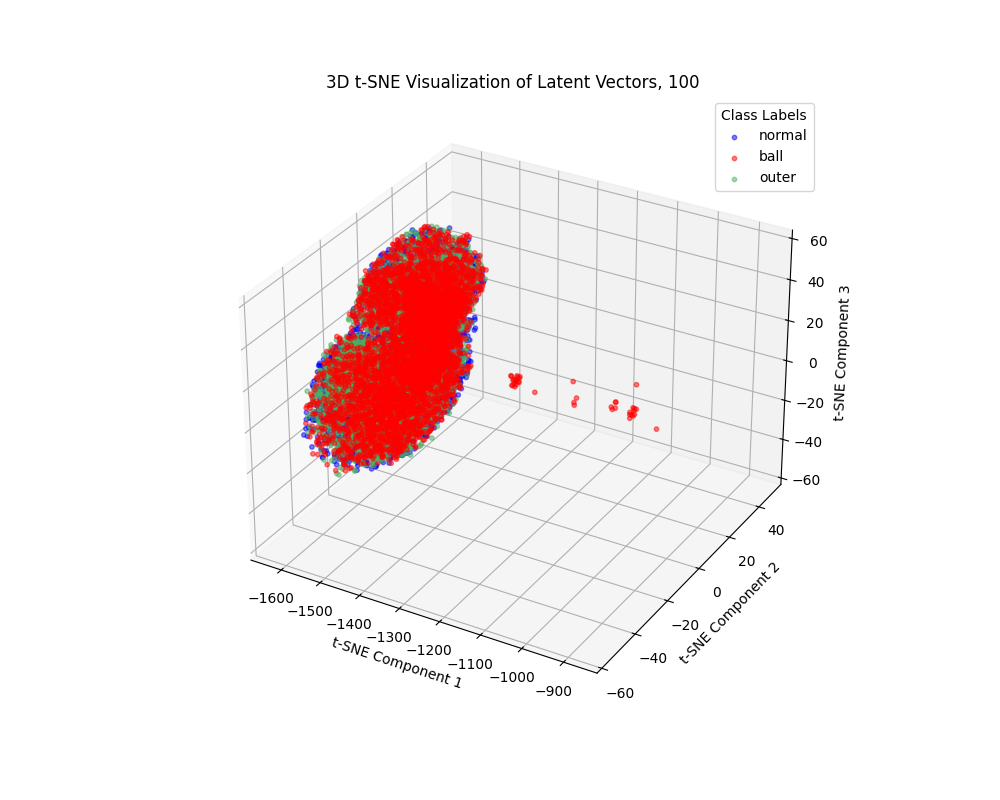 3D t-SNE Visualization of Latent Vectors, 100
Class Labels
normal
ball
outer
60
40
20
0
−20
−40
−60
t-SNE Component 3
40
20
0
−20
−40
−60
t-SNE Component 2
−1600
−1500
−1400
−1300
−1200
−1100
−1000
−900
t-SNE Component 1